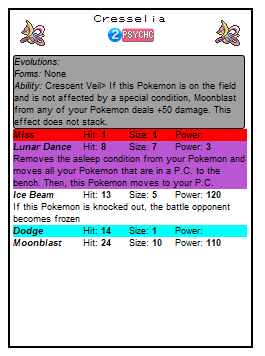 Cresselia
2 PSYCHC
Evolutions:
Forms: None
Ability: Crescent Veil> If this Pokemon is on the field
and is not affected by a special condition, Moonblast
from any of your Pokemon deals +50 damage. This
effect does not stack.
Miss Hit: 1 Size: 1 Power:
Lunar Dance Hit: 8 Size: 7 Power: 3
Removes the asleep condition from your Pokemon and
moves all your Pokemon that are in a P.C. to the
bench. Then, this Pokemon moves to your P.C.
Ice Beam Hit: 13 Size: 5 Power: 120
If this Pokemon is knocked out, the battle opponent
becomes frozen
Dodge Hit: 14 Size: 1 Power:
Moonblast Hit: 24 Size: 10 Power: 110